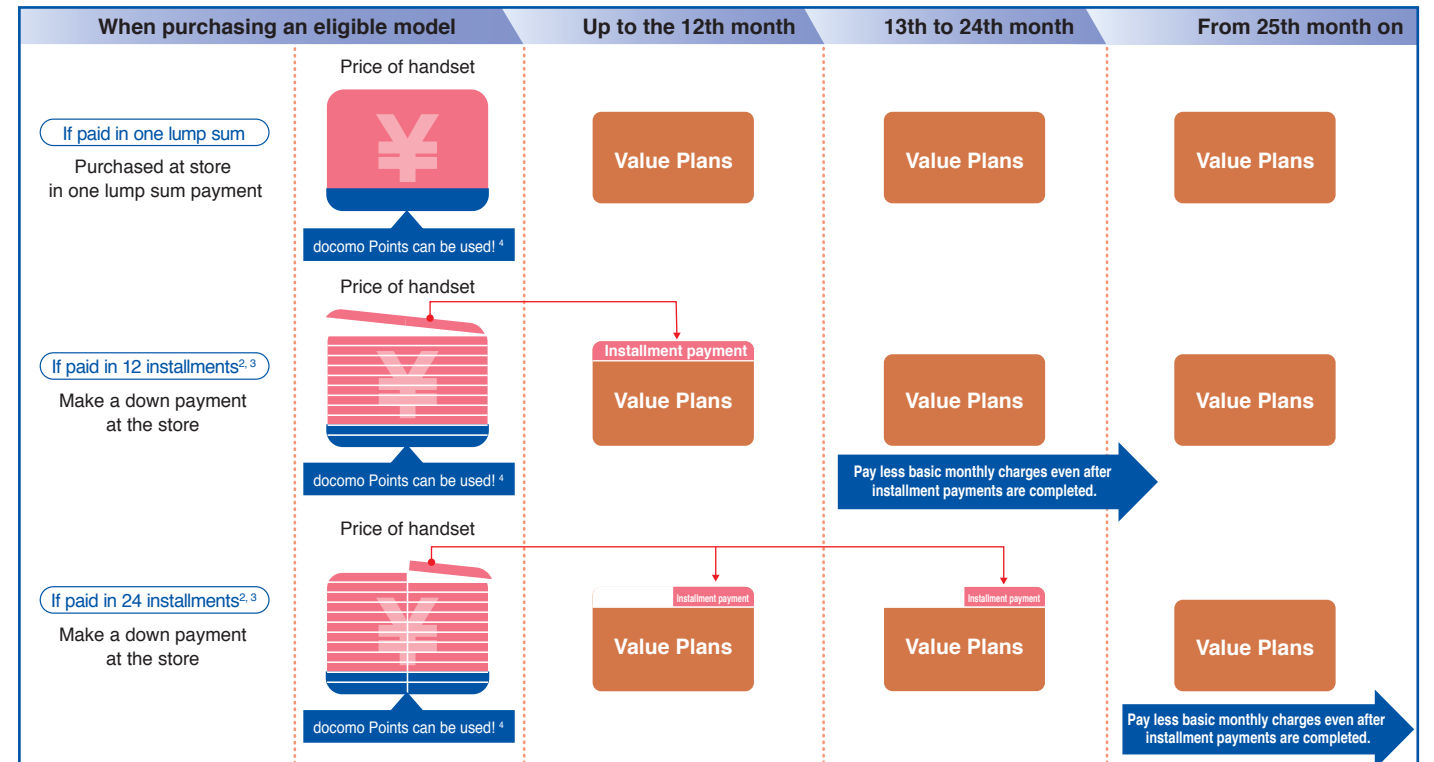 When purchasing an eligible model
Up to the 12th month
13th to 24th month
From 25th month on
Price of handset
If paid in one lump sum
Purchased at store
in one lump sum payment
¥
Value Plans
Value Plans
Value Plans
docomo Points can be used! 4
Price of handset
If paid in 12 installments2, 3
Make a down payment
at the store
¥
Installment payment
Value Plans
Value Plans
Value Plans
docomo Points can be used! 4
Pay less basic monthly charges even after
installment payments are completed.
Price of handset
If paid in 24 installments2, 3
Make a down payment
at the store
¥
Installment payment
Value Plans
Installment payment
Value Plans
Value Plans
docomo Points can be used! 4
Pay less basic monthly charges even after
installment payments are completed.